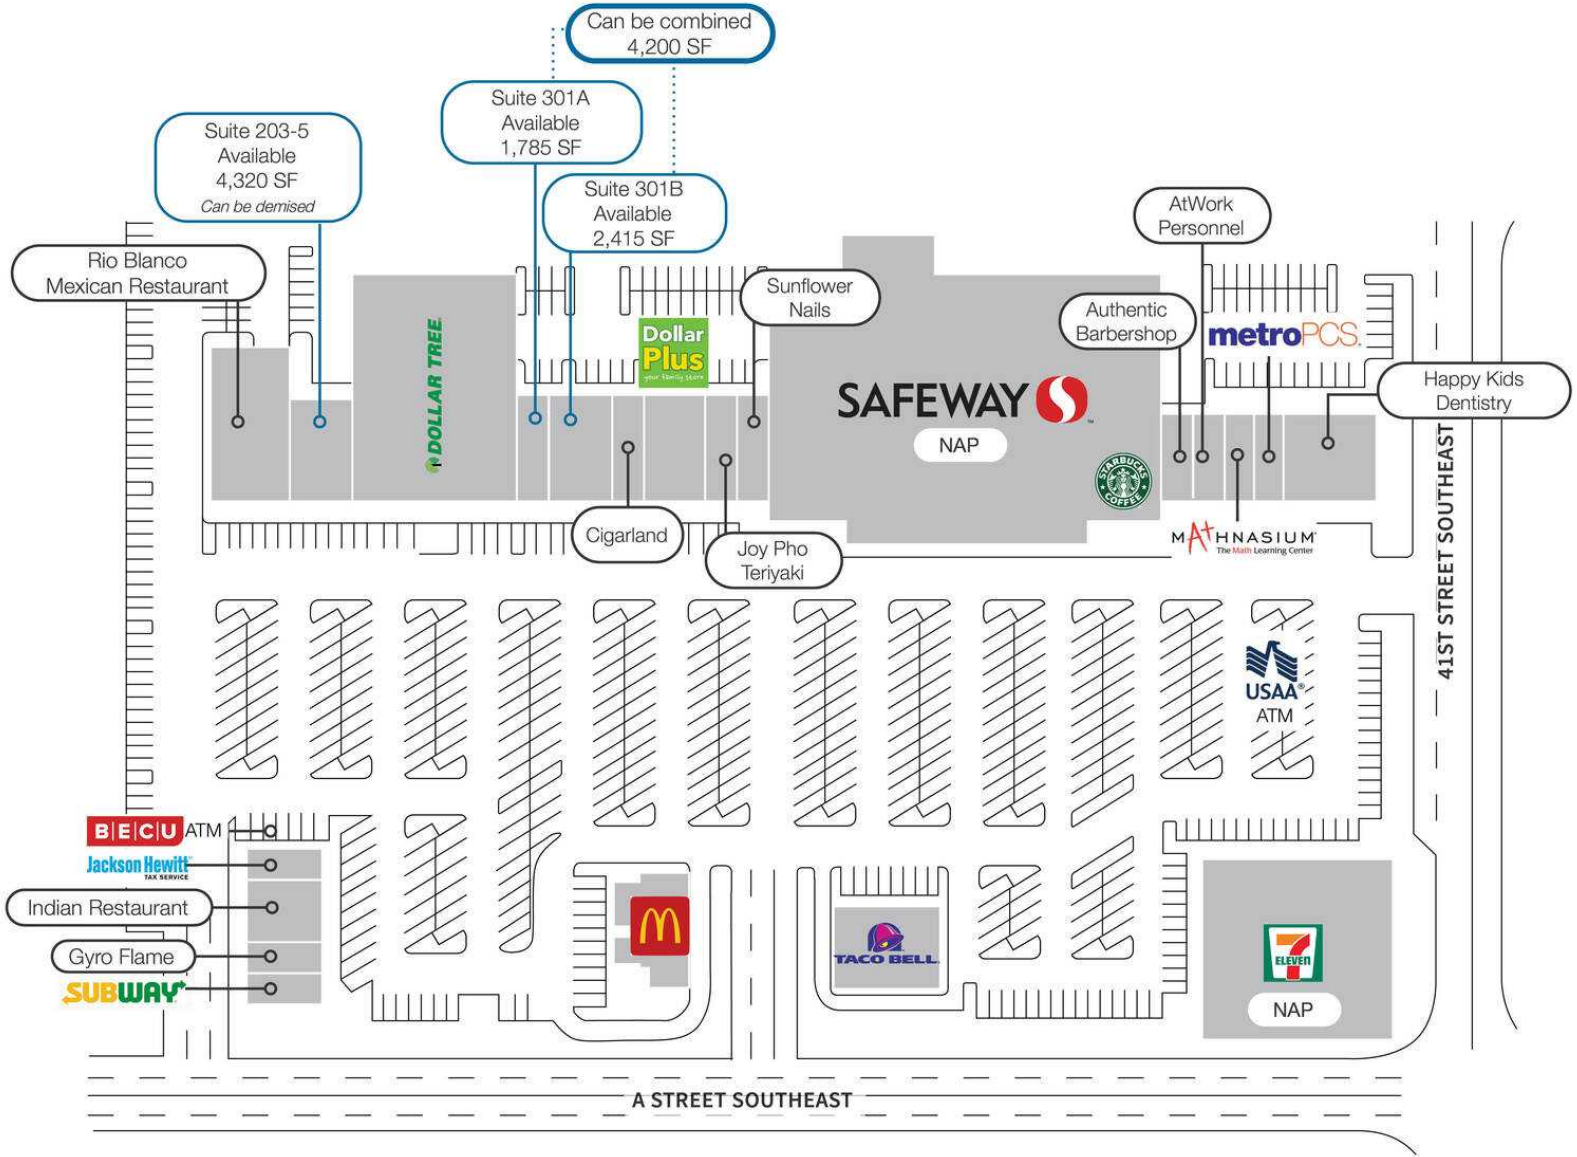 Can be combined
4,200 SF
Suite 301A
Available
1,785 SF
Suite 203-5
Available
4,320 SF
Can be demised
Suite 301B
Available
2,415 SF
AtWork
Personnel
Rio Blanco
Mexican Restaurant
Sunflower
Nails
Authentic
Barbershop
metroPCS.
Dollar
Plus
your family store
DOLLAR TREE
SAFEWAY
NAP
Happy Kids
Dentistry
STARBUCKS
COFFEE
Cigarland
Joy Pho
Teriyaki
MATHNASIUM
The Math Learning Center
41ST STREET SOUTHEAST
USAA®
ATM
BECU ATM
Jackson Hewitt
TAX SERVICE
Indian Restaurant
Gyro Flame
SUBWAY
TACO BELL
7
ELEVEN
NAP
A STREET SOUTHEAST